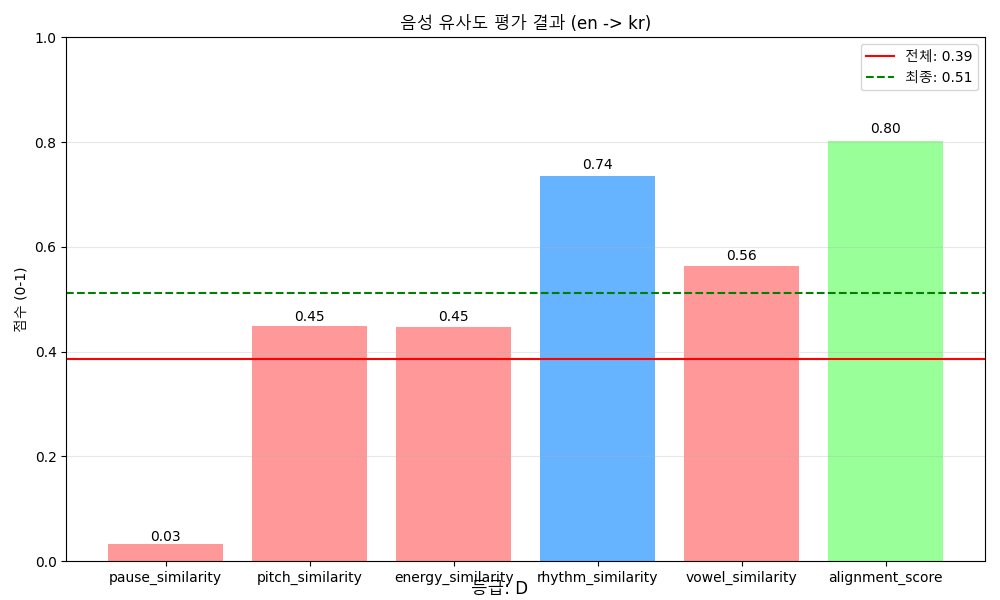 음성 유사도 평가 결과 (en -> kr)
전체: 0.39
최종: 0.51
점수 (0-1)
1.0
0.8
0.6
0.4
0.2
0.0
0.03
0.45
0.45
0.74
0.56
0.80
pause_similarity
pitch_similarity
energy_similarity
rhythm_similarity
vowel_similarity
alignment_score
등급: D